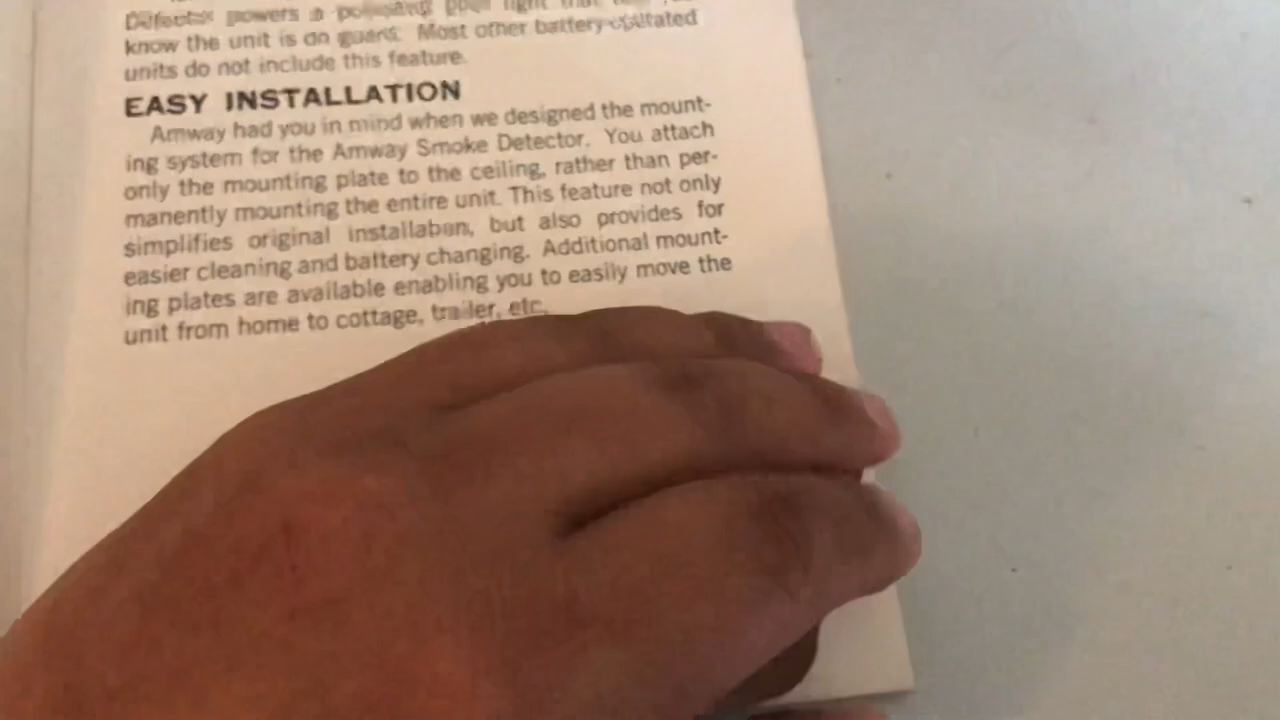 powers a light that
know the unit is on guard. Most other battery-operated
units do not include this feature.
EASY INSTALLATION
Amway had you in mind when we designed the mount-
ing system for the Amway Smoke Detector. You attach
only the mounting plate to the ceiling, rather than per-
manently mounting the entire unit. This feature not only
simplifies original installation, but also provides for
easier cleaning and battery changing. Additional mount-
ing plates are available enabling you to easily move the
unit from home to cottage, trailer, etc.